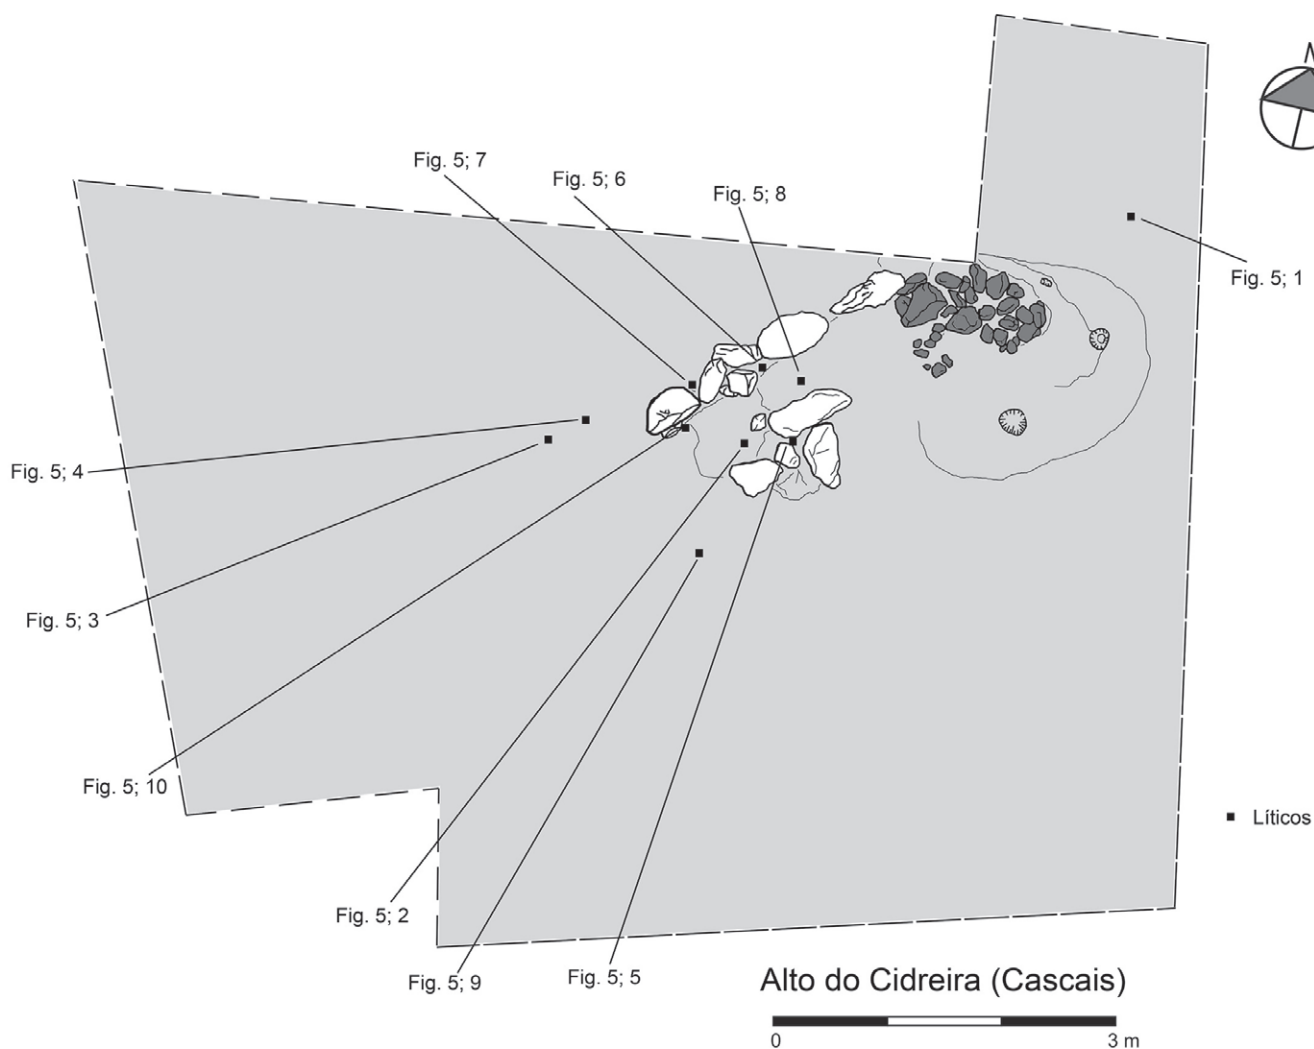 N
Fig. 5; 7
Fig. 5; 6
Fig. 5; 8
Fig. 5; 1
Fig. 5; 4
Fig. 5; 3
Fig. 5; 10
Líticos
Fig. 5; 2
Fig. 5; 9
Fig. 5; 5
Alto do Cidreira (Cascais)
0
3 m